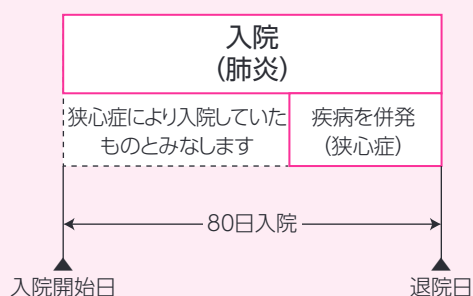 入院
(肺炎)
狭心症により入院していた
ものとみなします
疾病を併発
(狭心症)
80日入院
入院開始日
退院日